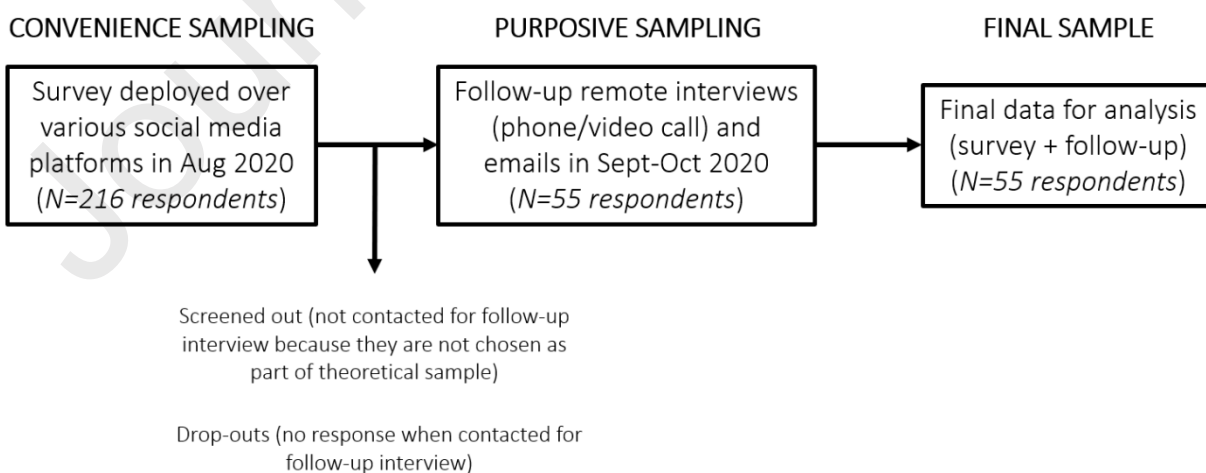 CONVENIENCE SAMPLING
Survey deployed over
various social media
platforms in Aug 2020
(N=216 respondents)
PURPOSIVE SAMPLING
Follow-up remote interviews
(phone/video call) and
emails in Sept-Oct 2020
(N=55 respondents)
FINAL SAMPLE
Final data for analysis
(survey + follow-up)
(N=55 respondents)
Screened out (not contacted for follow-up
interview because they are not chosen as
part of theoretical sample)
Drop-outs (no response when contacted for
follow-up interview)